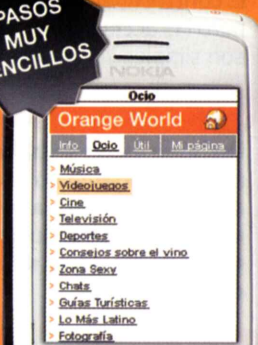 PASOS
MUY
NCILLOS
NOKIA
Ocio
Orange World
Info Ocio Útil Mi página
> Música
> Videojuegos
> Cine
> Televisión
> Deportes
> Consejos sobre el vino
> Zona Sexy
> Chats
> Guías Turísticas
> Lo Más Latino
> Fotografía